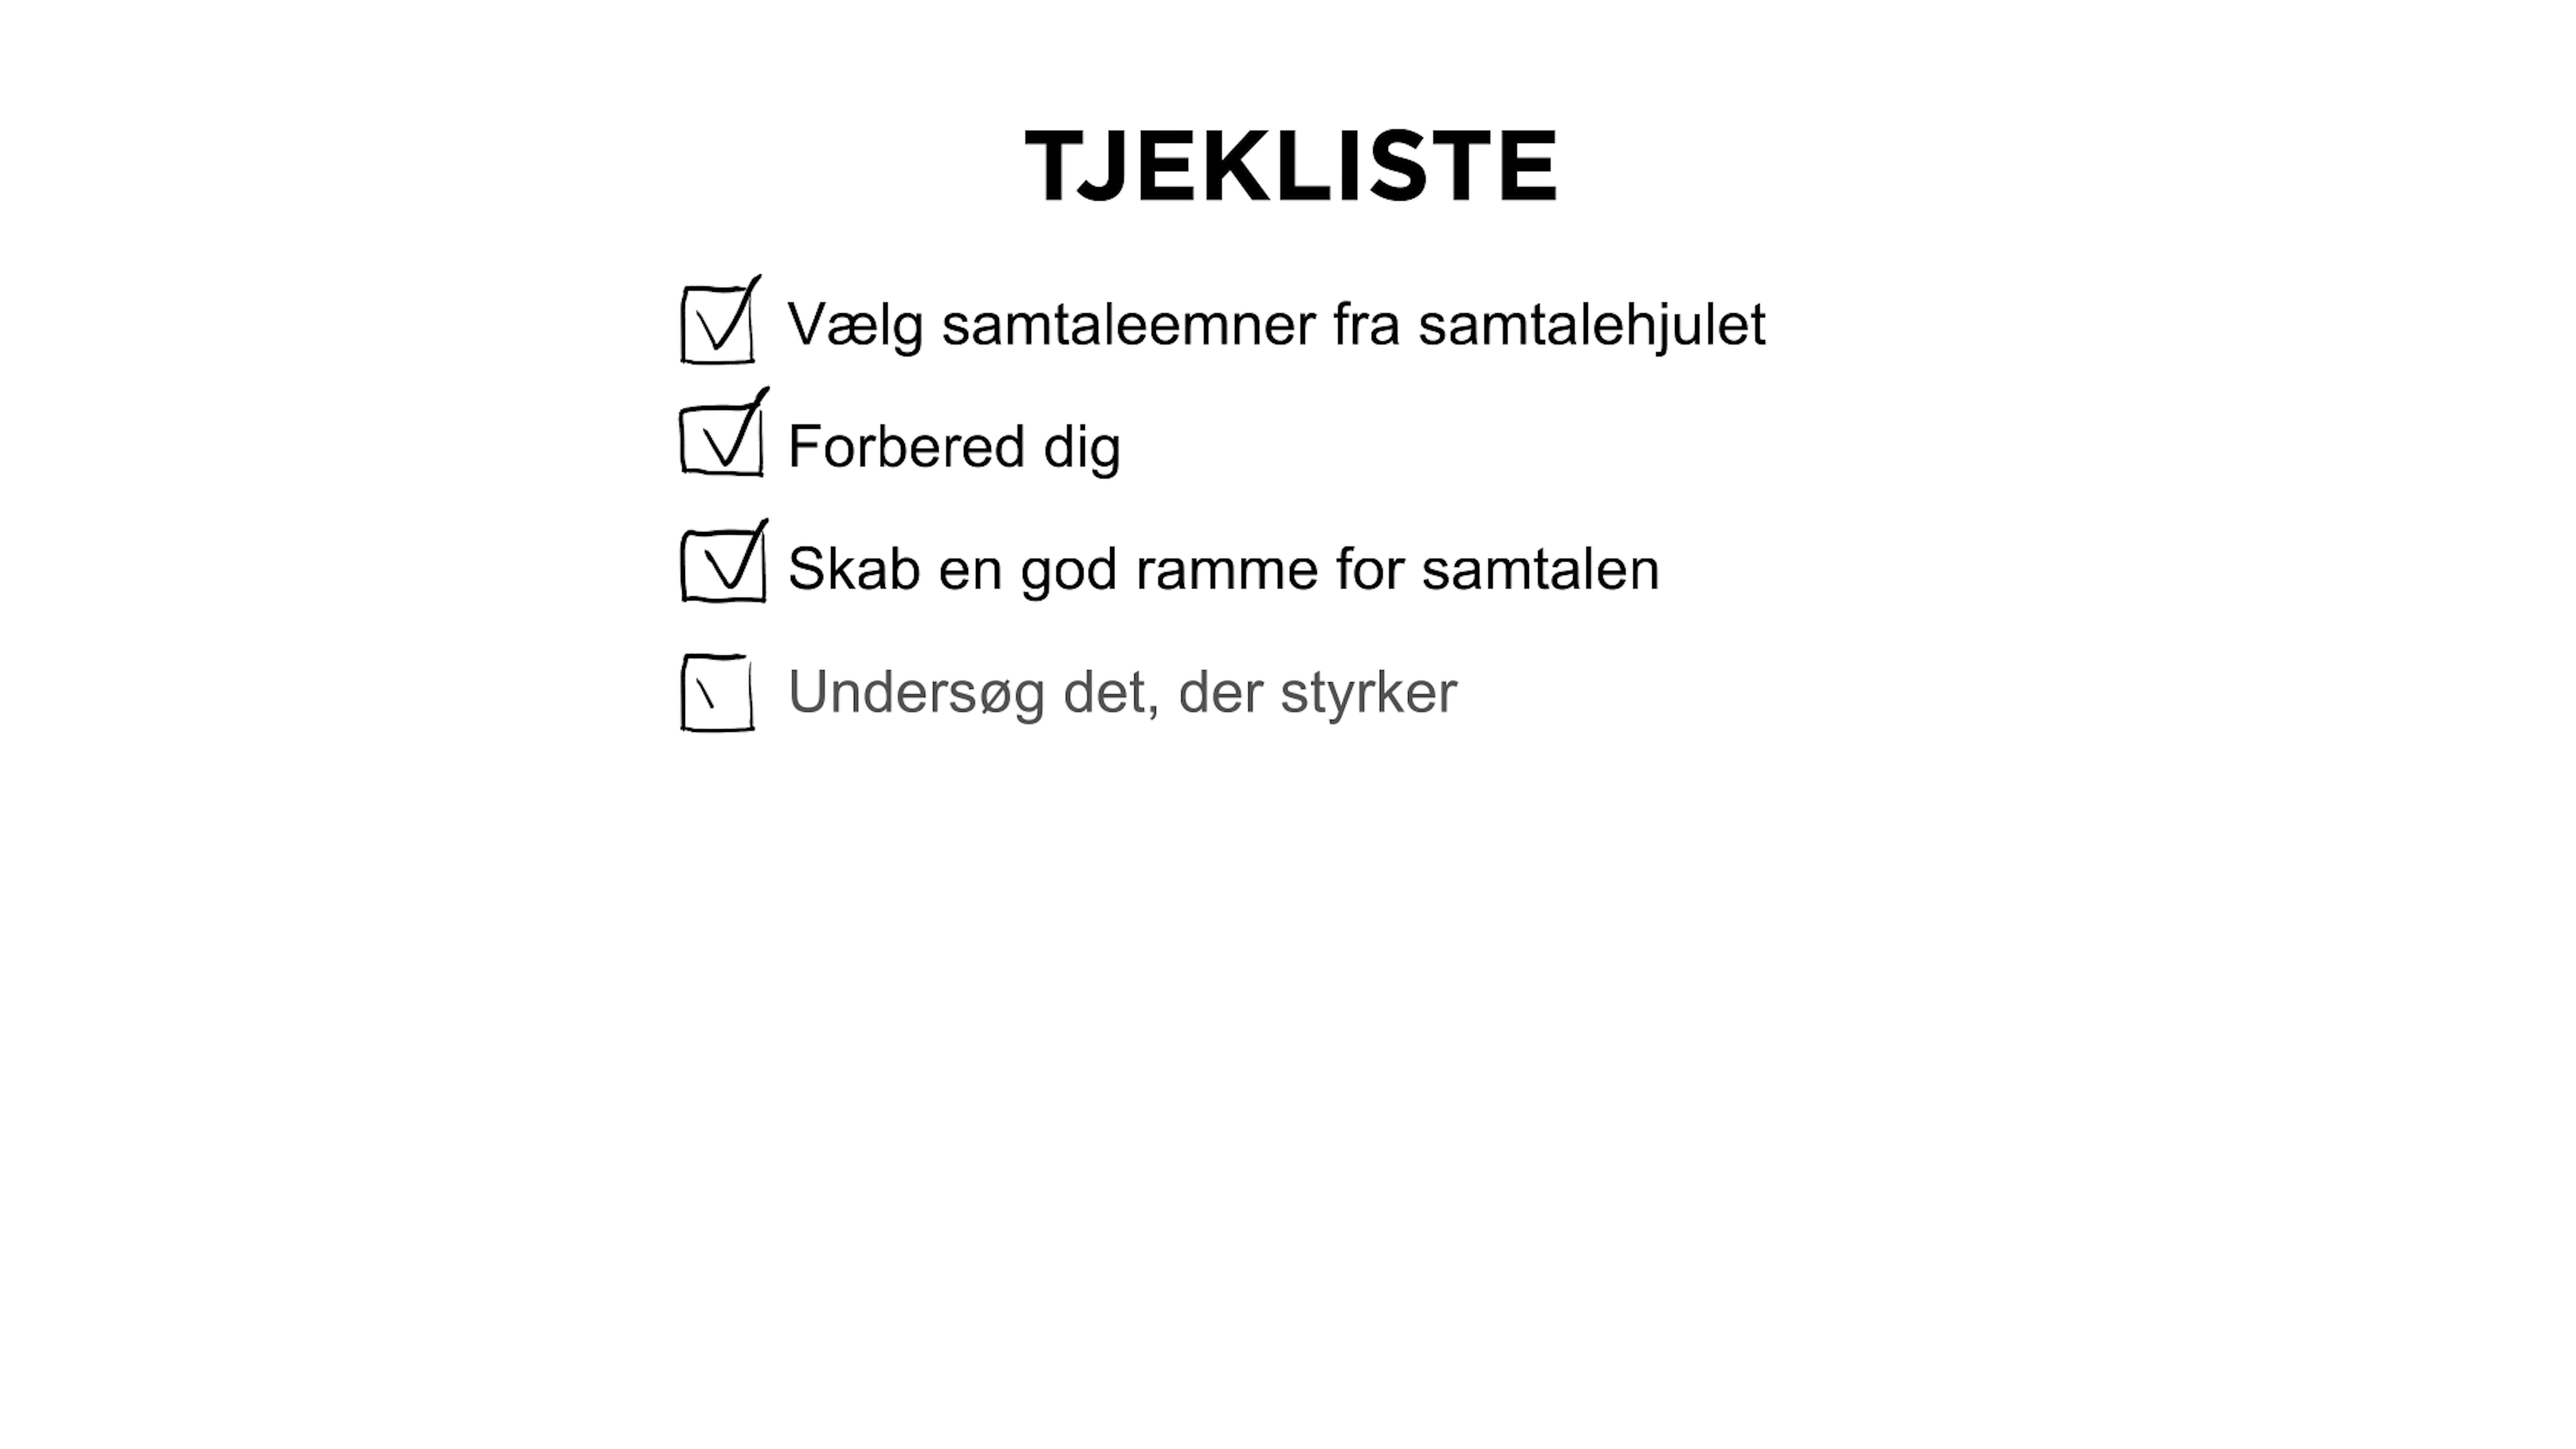 TJEKLISTE
Vælg samtaleemner fra samtalehjulet
Forbered dig
Skab en god ramme for samtalen
Undersøg det, der styrker